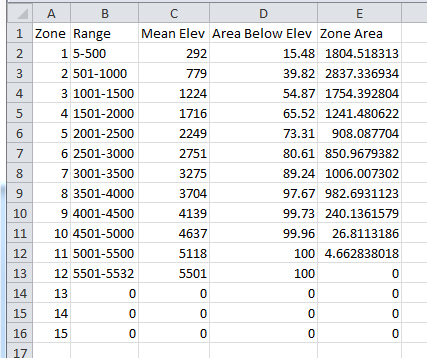 A B C D E
1 Zone Range Mean Elev Area Below Elev Zone Area
2 1 5-500 292 15.48 1804.518313
3 2 501-1000 779 39.82 2837.336934
4 3 1001-1500 1224 54.87 1754.392804
5 4 1501-2000 1716 65.52 1241.480622
6 5 2001-2500 2249 73.31 908.087704
7 6 2501-3000 2751 80.61 850.9679382
8 7 3001-3500 3275 89.24 1006.007302
9 8 3501-4000 3704 97.67 982.6931123
10 9 4001-4500 4139 99.73 240.1361579
11 10 4501-5000 4637 99.96 26.8113186
12 11 5001-5500 5118 100 4.662838018
13 12 5501-5532 5501 100 0
14 13 0 0 0 0
15 14 0 0 0 0
16 15 0 0 0 0
17